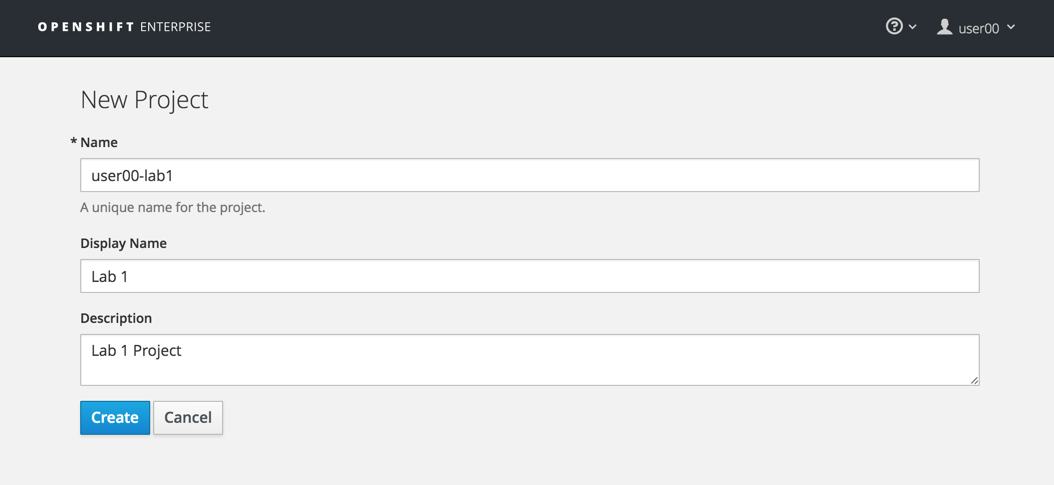 OPENSHIFT ENTERPRISE
? user00
New Project
* Name
user00-lab1
A unique name for the project.
Display Name
Lab 1
Description
Lab 1 Project
Create Cancel